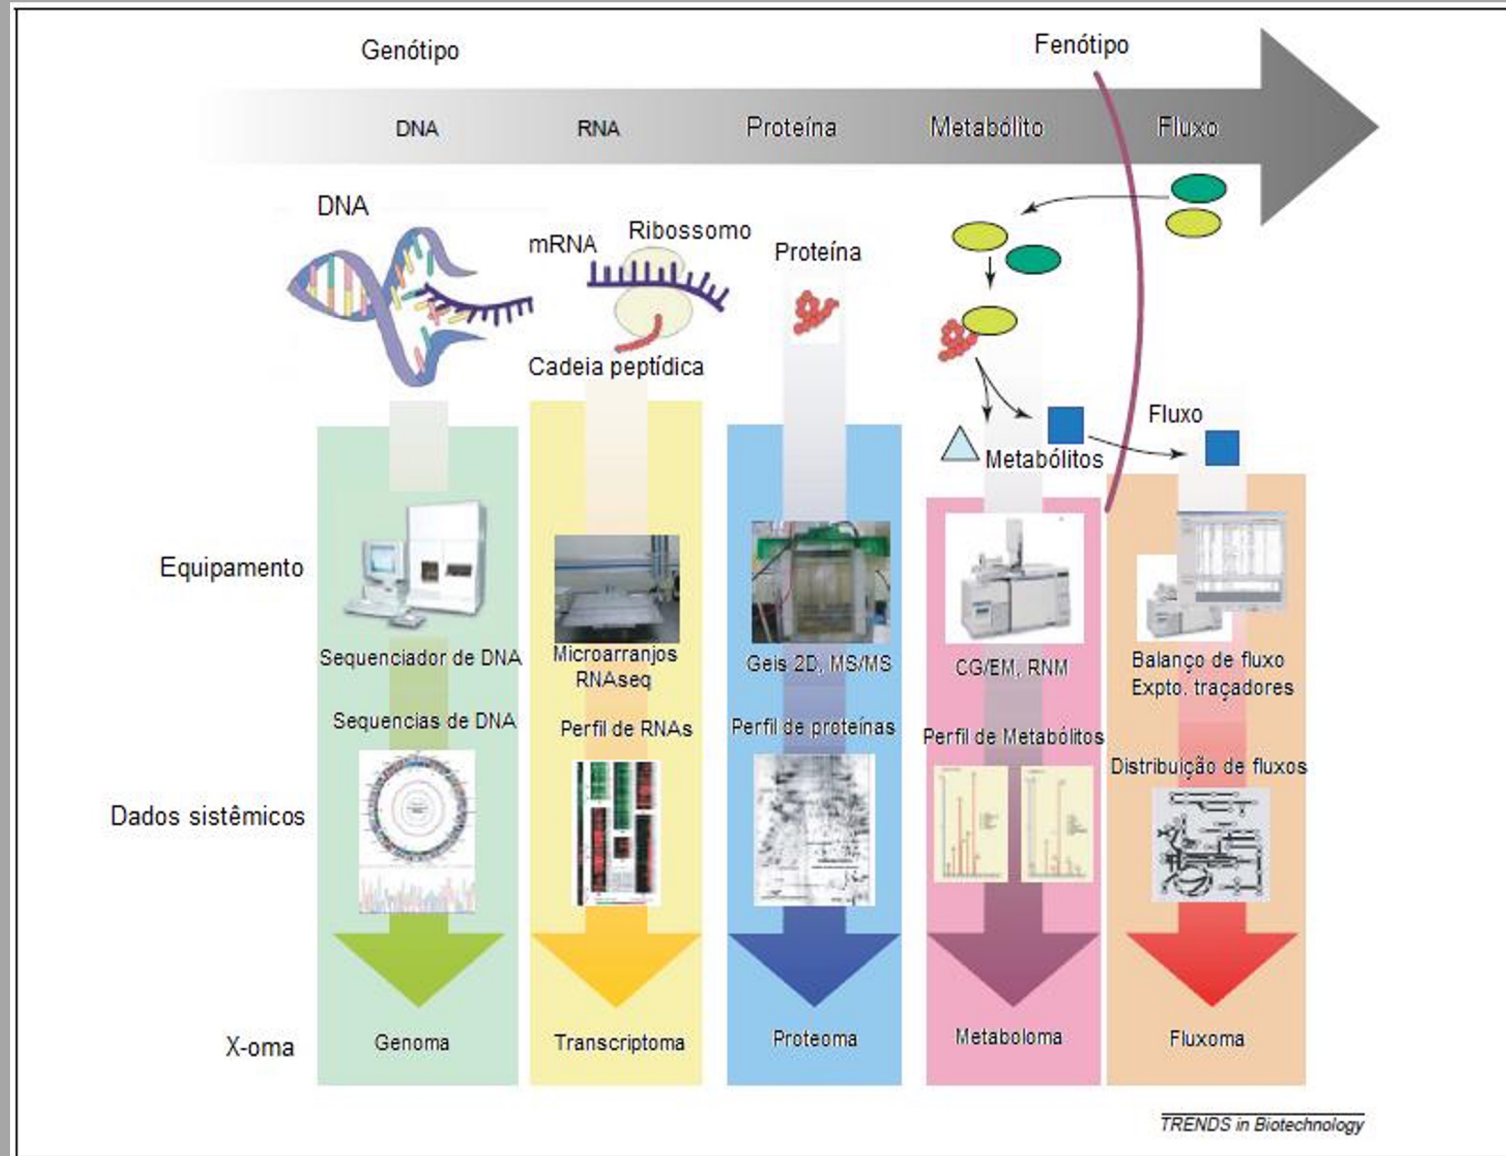 Genótipo
Fenótipo
DNA
RNA
Proteína
Metabólito
Fluxo
DNA
mRNA
Ribossomo
Cadeia peptídica
Proteína
Metabólitos
Fluxo
Equipamento
Sequenciador de DNA
Microarranjos
RNAseq
Geis 2D, MS/MS
CG/EM, RNM
Balanço de fluxo
Expto. traçadores
Dados sistêmicos
Sequencias de DNA
Perfil de RNAs
Perfil de proteínas
Perfil de Metabólitos
Distribuição de fluxos
X-oma
Genoma
Transcriptoma
Proteoma
Metaboloma
Fluxoma
TRENDS in Biotechnology